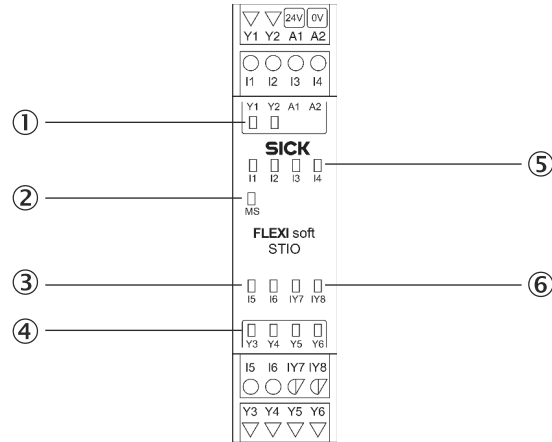 24V 0V
Y1 Y2 A1 A2
I1 I2 I3 I4
Y1 Y2 A1 A2
①
SICK
⑤
I1 I2 I3 I4
②
MS
FLEXI soft
STIO
③ ⑥
I5 I6 IY7 IY8
④
Y3 Y4 Y5 Y6
I5 I6 IY7 IY8
Y3 Y4 Y5 Y6